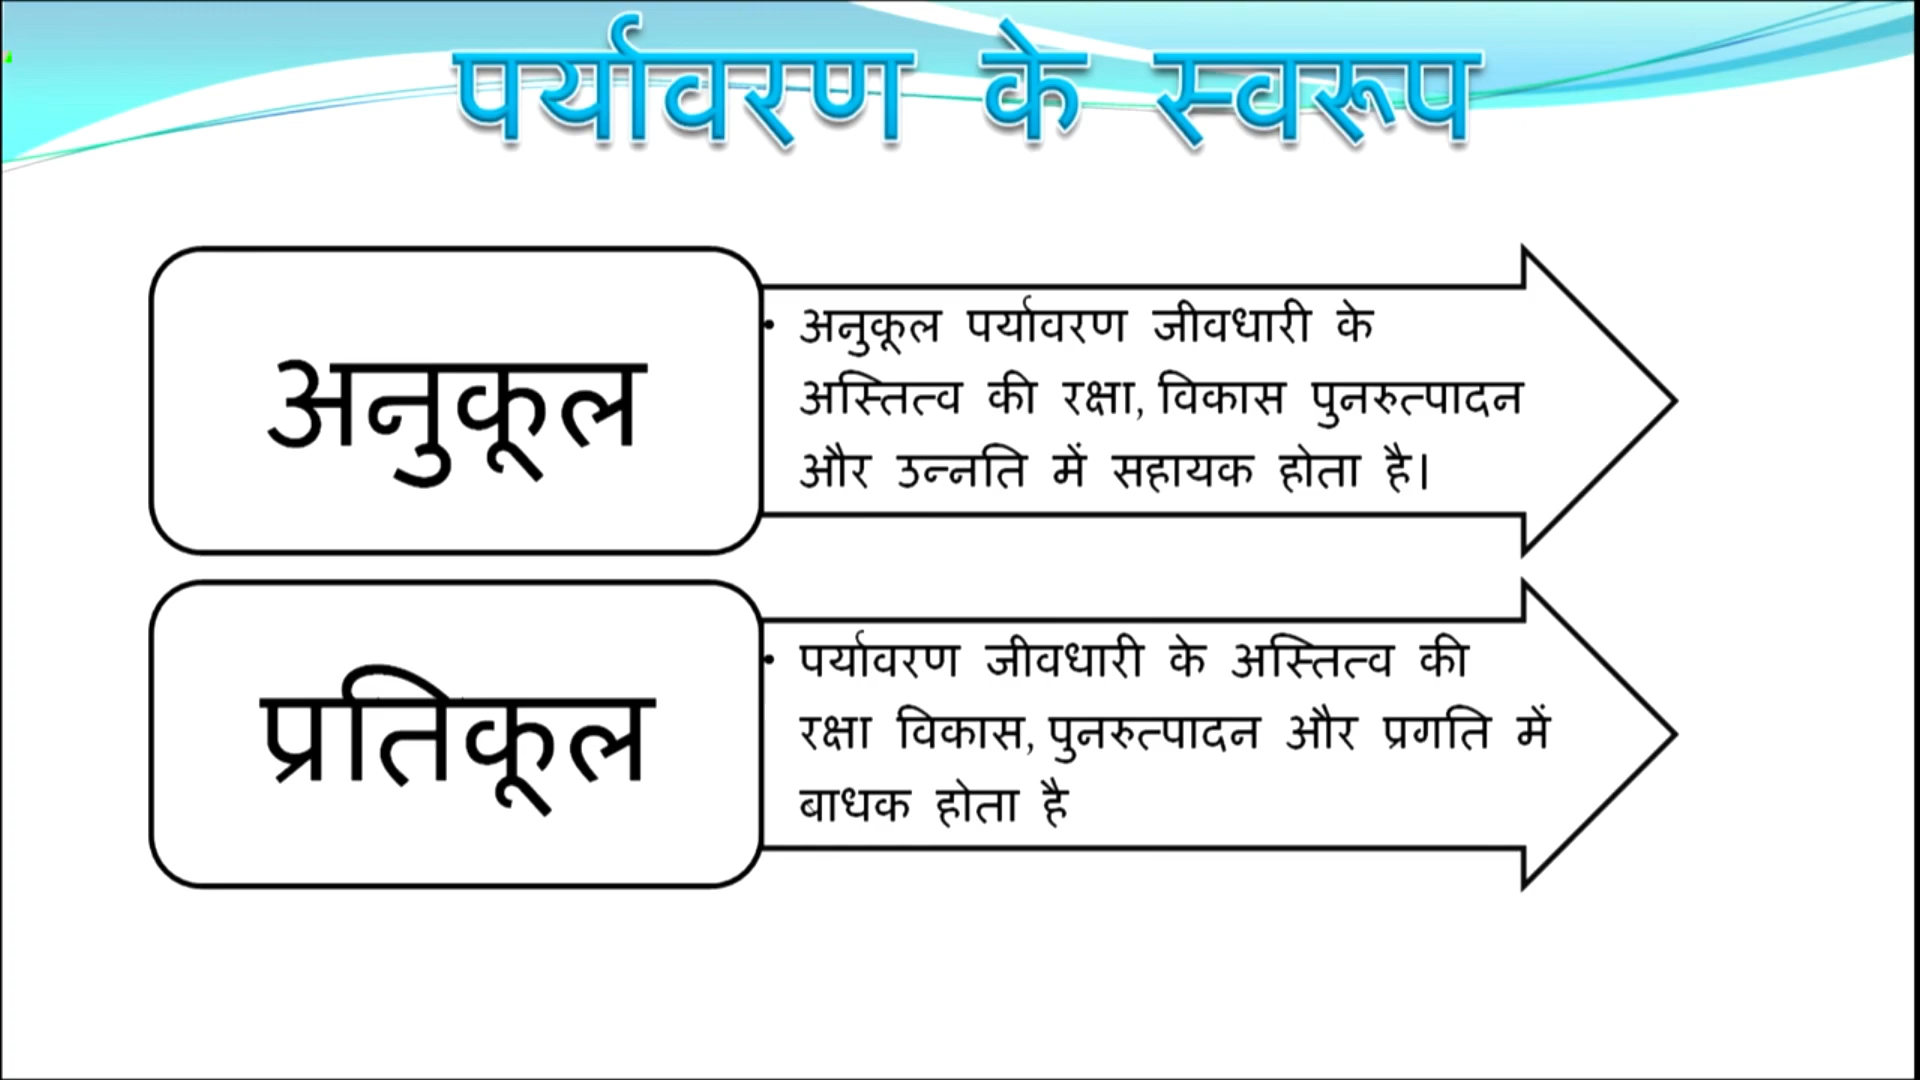 पर्यावरण के स्वरूप
अनुकूल
• अनुकूल पर्यावरण जीवधारी के
अस्तित्व की रक्षा, विकास पुनरुत्पादन
और उन्नति में सहायक होता है।
प्रतिकूल
• पर्यावरण जीवधारी के अस्तित्व की
रक्षा विकास, पुनरुत्पादन और प्रगति में
बाधक होता है